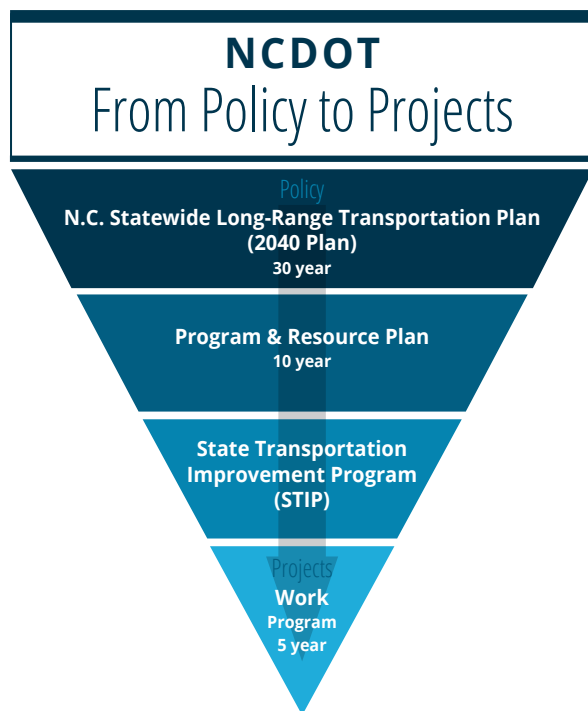 NCDOT
From Policy to Projects
Policy
N.C. Statewide Long-Range Transportation Plan
(2040 Plan)
30 year
Program & Resource Plan
10 year
State Transportation
Improvement Program
(STIP)
Projects
Work
Program
5 year